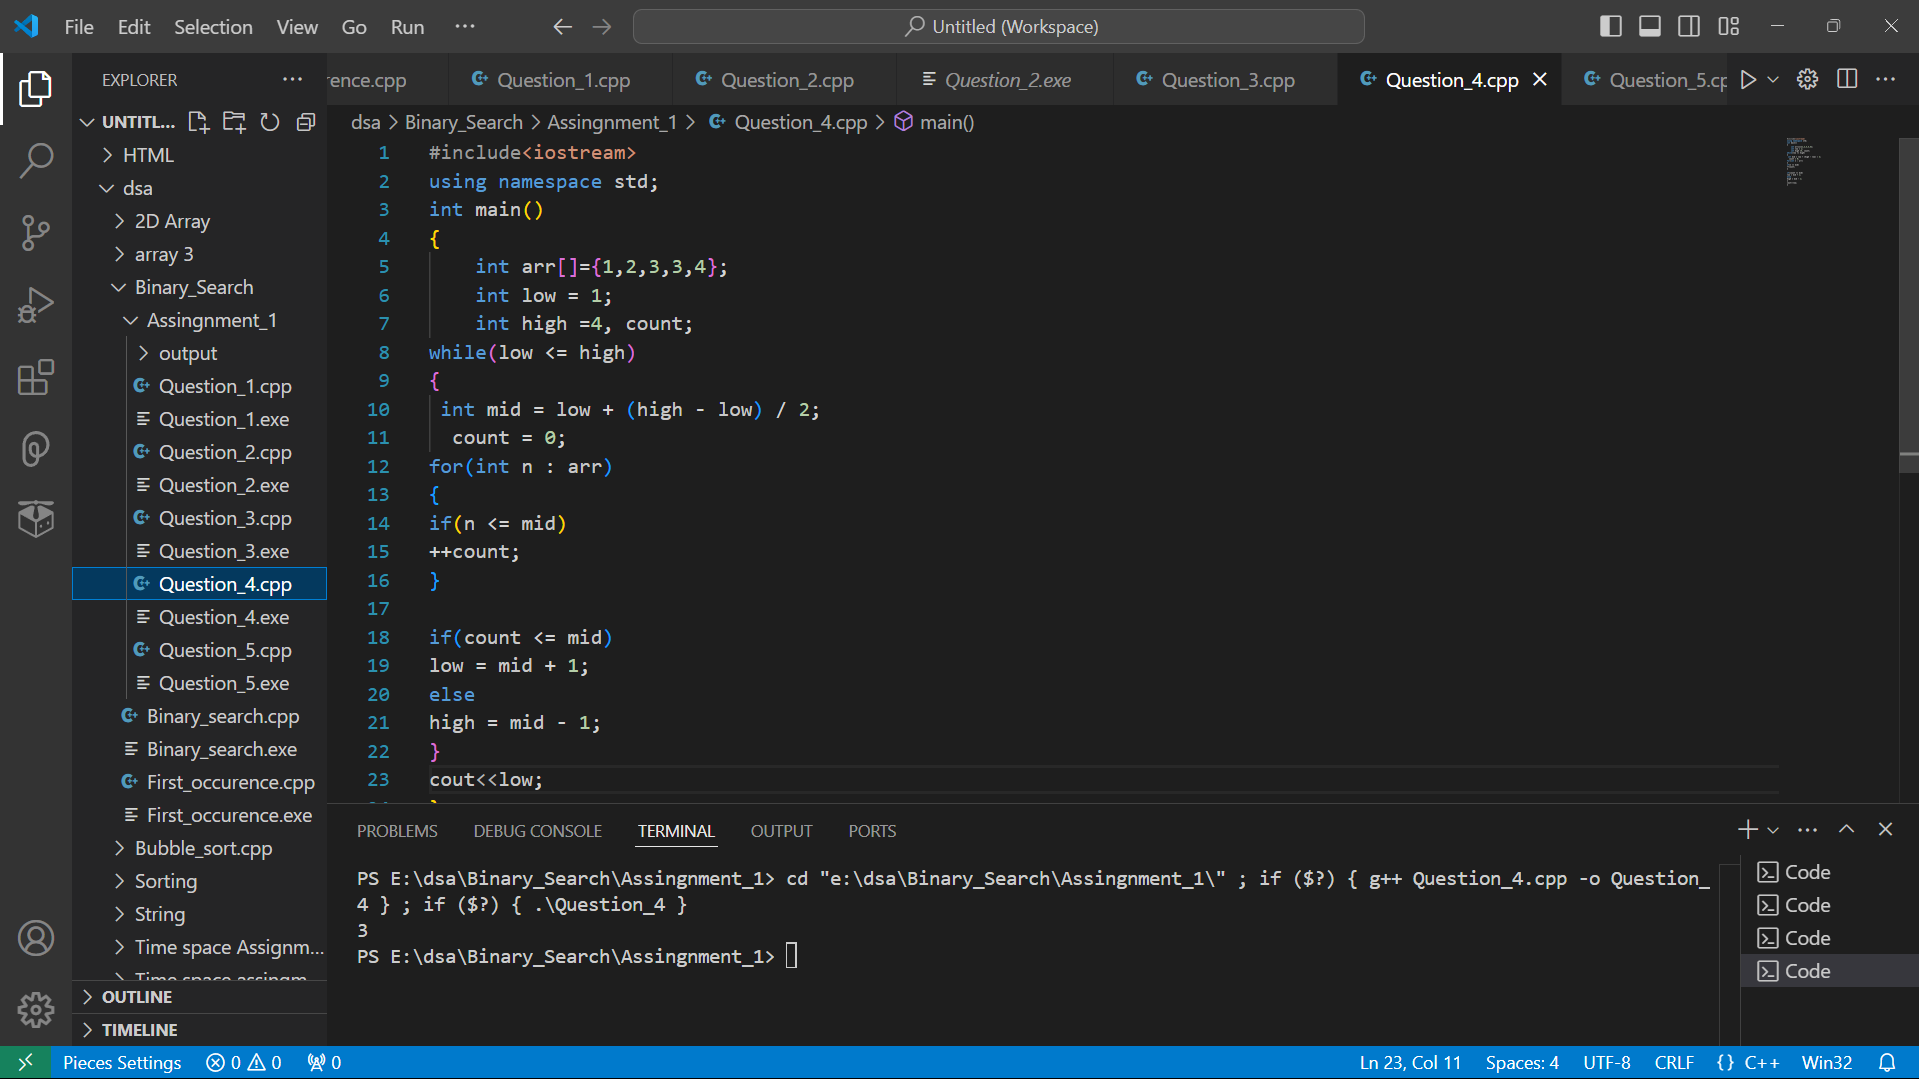 File Edit Selection View Go Run ··· Untitled (Workspace)
EXPLORER ···
rence.cpp Question_1.cpp Question_2.cpp Question_2.exe Question_3.cpp Question_4.cpp Question_5.cp
UNTITL...
dsa > Binary_Search > Assingnment_1 > Question_4.cpp > main()
HTML
dsa
2D Array
array 3
Binary_Search
Assingnment_1
output
Question_1.cpp
Question_1.exe
Question_2.cpp
Question_2.exe
Question_3.cpp
Question_3.exe
Question_4.cpp
Question_4.exe
Question_5.cpp
Question_5.exe
Binary_search.cpp
Binary_search.exe
First_occurence.cpp
First_occurence.exe
Bubble_sort.cpp
Sorting
String
Time space Assignm...
Time space assingm
OUTLINE
TIMELINE
1 #include<iostream>
2 using namespace std;
3 int main()
4 {
5 int arr[]={1,2,3,3,4};
6 int low = 1;
7 int high =4, count;
8 while(low <= high)
9 {
10 int mid = low + (high - low) / 2;
11 count = 0;
12 for(int n : arr)
13 {
14 if(n <= mid)
15 ++count;
16 }
17
18 if(count <= mid)
19 low = mid + 1;
20 else
21 high = mid - 1;
22 }
23 cout<<low;
PROBLEMS DEBUG CONSOLE TERMINAL OUTPUT PORTS
PS E:\dsa\Binary_Search\Assingnment_1> cd "e:\dsa\Binary_Search\Assingnment_1\" ; if ($?) { g++ Question_4.cpp -o Question_
4 } ; if ($?) { .\Question_4 }
3
PS E:\dsa\Binary_Search\Assingnment_1>
Code
Code
Code
Code
Pieces Settings 0 0 0 Ln 23, Col 11 Spaces: 4 UTF-8 CRLF {} C++ Win32